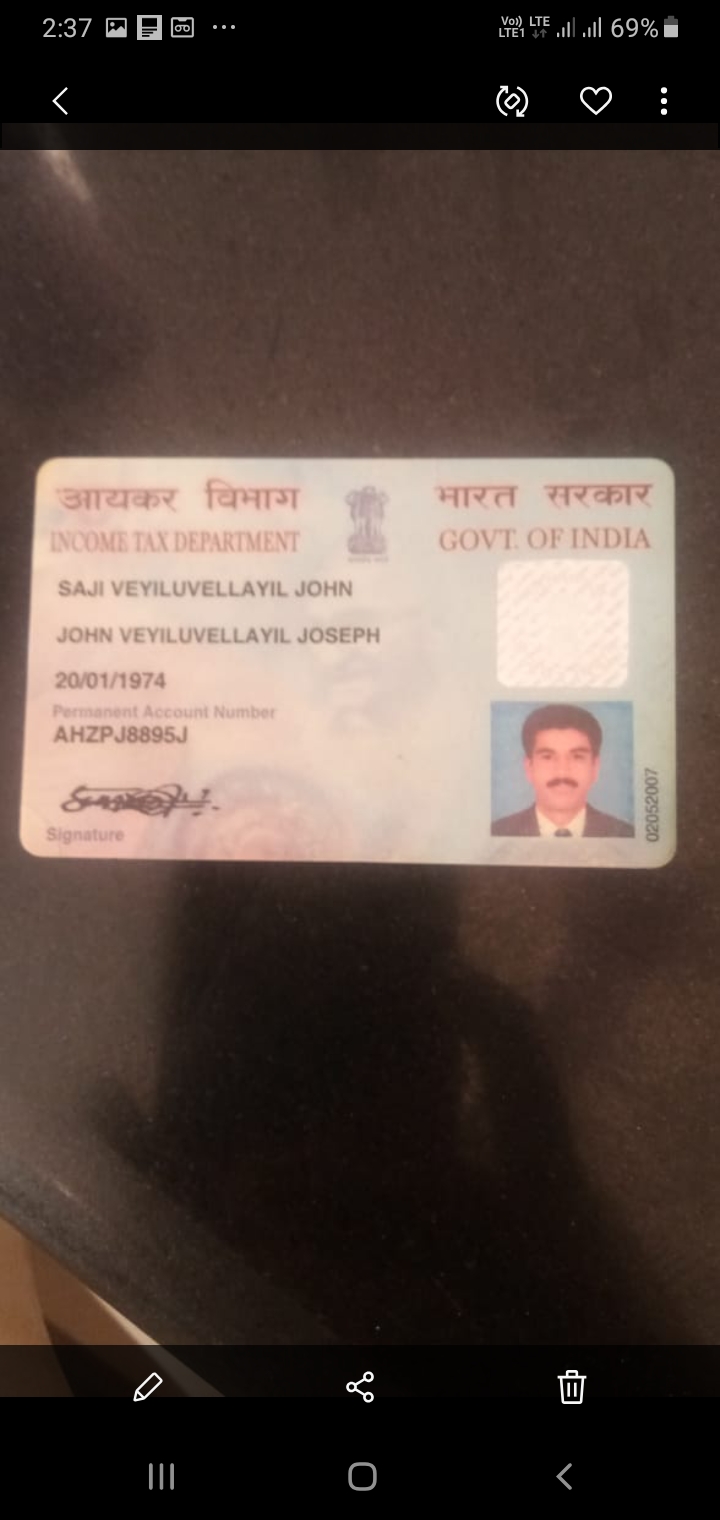 2:37
Vo)) LTE
LTE1
69%
आयकर विभाग
भारत सरकार
INCOME TAX DEPARTMENT
GOVT. OF INDIA
SAJI VEYILUVELLAYIL JOHN
JOHN VEYILUVELLAYIL JOSEPH
20/01/1974
Permanent Account Number
AHZPJ8895J
Signature
02052007